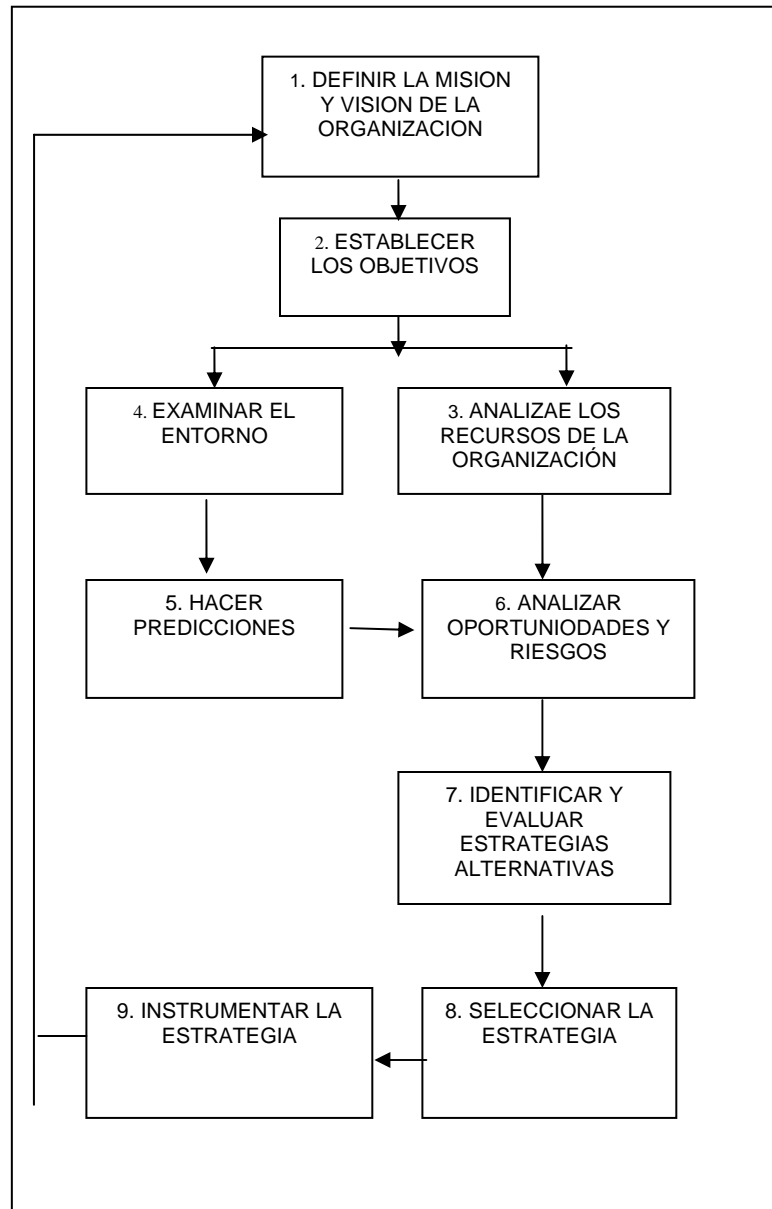 1. DEFINIR LA MISION
Y VISION DE LA
ORGANIZACION
2. ESTABLECER
LOS OBJETIVOS
4. EXAMINAR EL
ENTORNO
3. ANALIZAE LOS
RECURSOS DE LA
ORGANIZACIÓN
5. HACER
PREDICCIONES
6. ANALIZAR
OPORTUNIODADES Y
RIESGOS
7. IDENTIFICAR Y
EVALUAR
ESTRATEGIAS
ALTERNATIVAS
9. INSTRUMENTAR LA
ESTRATEGIA
8. SELECCIONAR LA
ESTRATEGIA